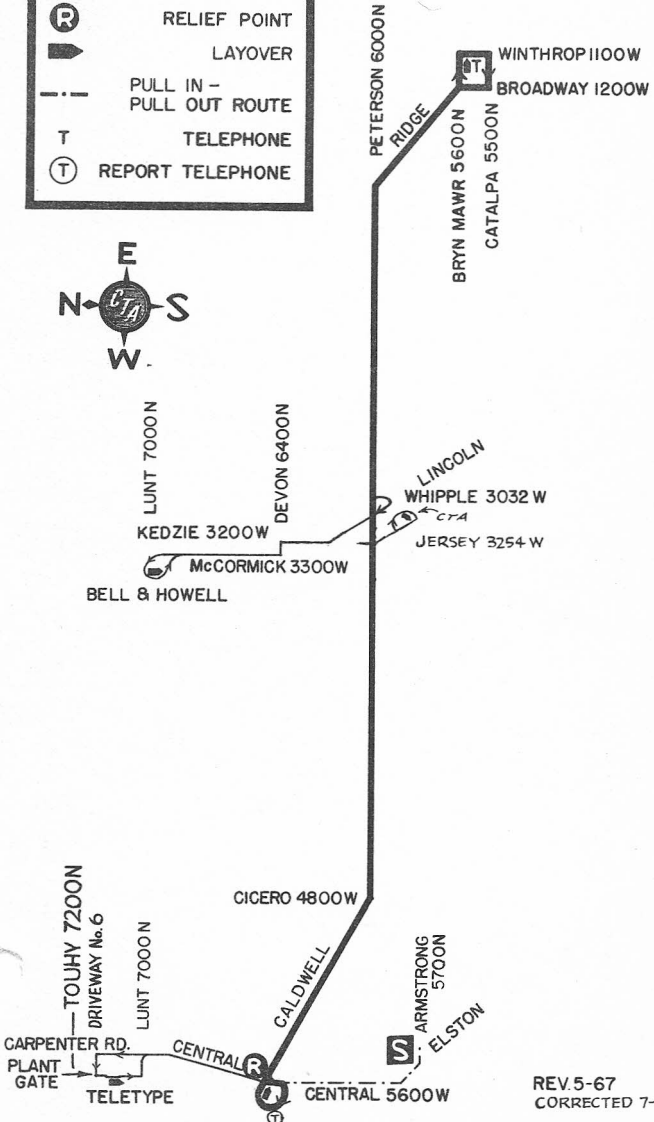 R RELIEF POINT
LAYOVER
PULL IN -
PULL OUT ROUTE
T TELEPHONE
T REPORT TELEPHONE
PETERSON 6000N
RIDGE
T
WINTHROP 1100W
BROADWAY 1200W
BRYN MAWR 5600N
CATALPA 5500N
E
N CTA S
W.
LUNT 7000N
DEVON 6400N
LINCOLN
WHIPPLE 3032 W
CTA
JERSEY 3254 W
KEDZIE 3200W
McCORMICK 3300W
BELL & HOWELL
CICERO 4800W
CALDWELL
TOUHY 7200N
DRIVEWAY No.6
LUNT 7000N
ARMSTRONG
5700N
ELSTON
S
CARPENTER RD.
CENTRAL
R
PLANT
GATE
TELETYPE
CENTRAL 5600W
T
REV. 5-67
CORRECTED 7-